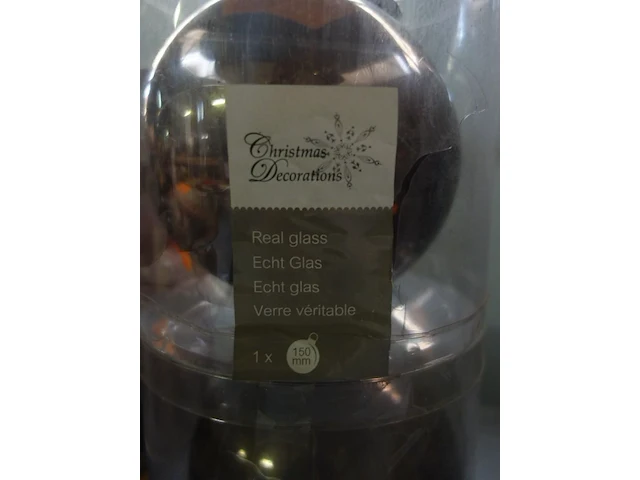 Christmas
Decorations
Real glass
Echt Glas
Echt glas
Verre véritable
1 x 150 mm